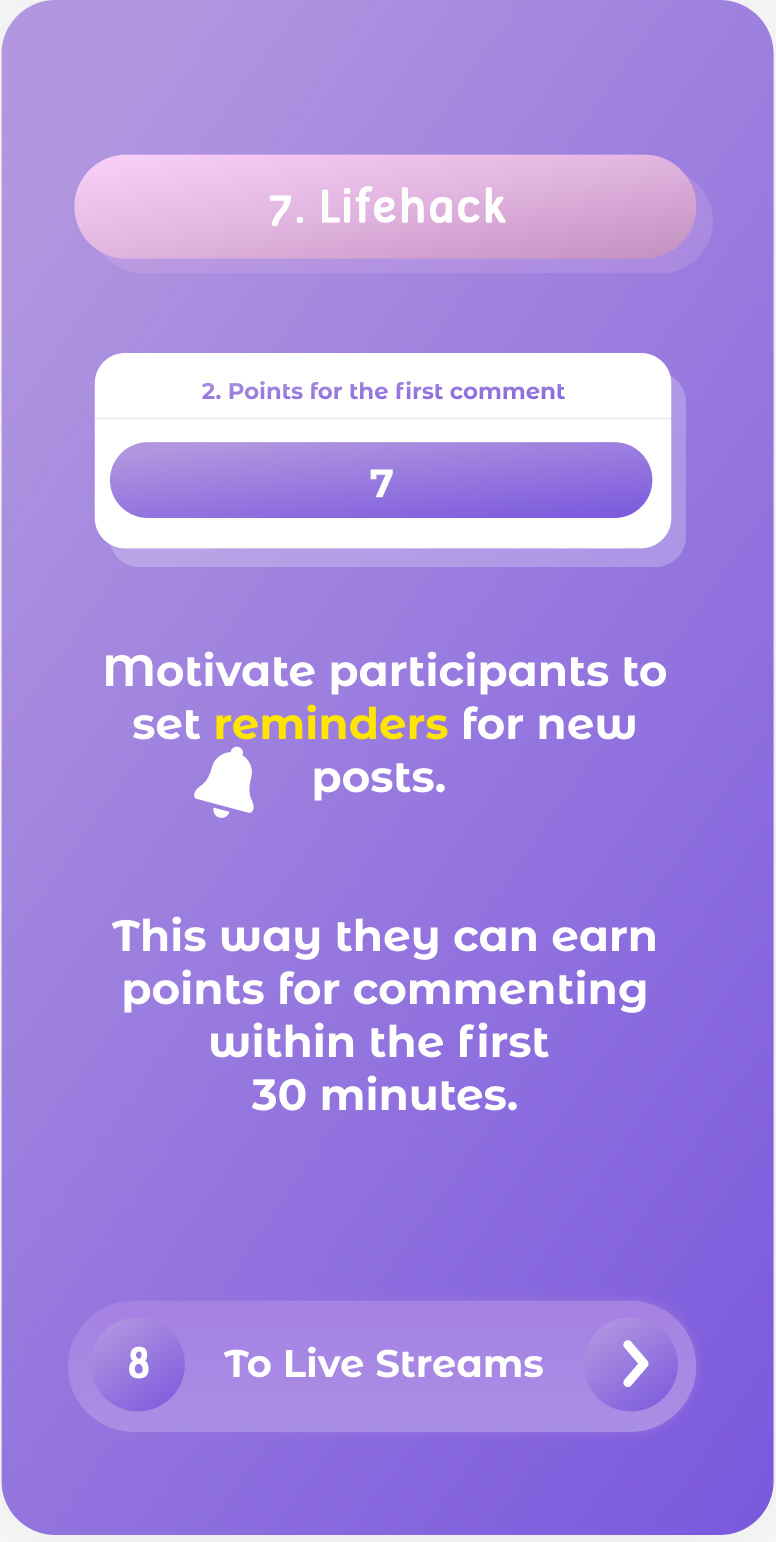 7. Lifehack
2. Points for the first comment
7
Motivate participants to
set reminders for new
posts.
This way they can earn
points for commenting
within the first
30 minutes.
8 To Live Streams